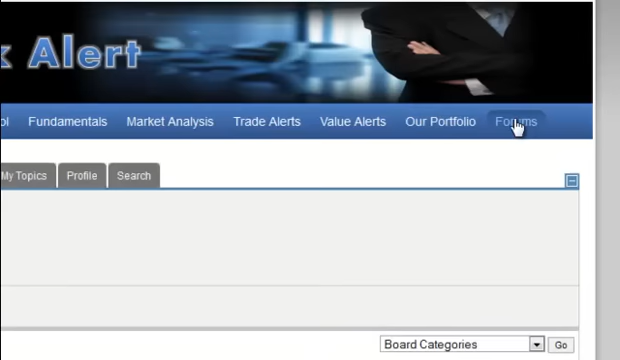 Alert
Fundamentals Market Analysis Trade Alerts Value Alerts Our Portfolio Forums
My Topics Profile Search
Board Categories Go